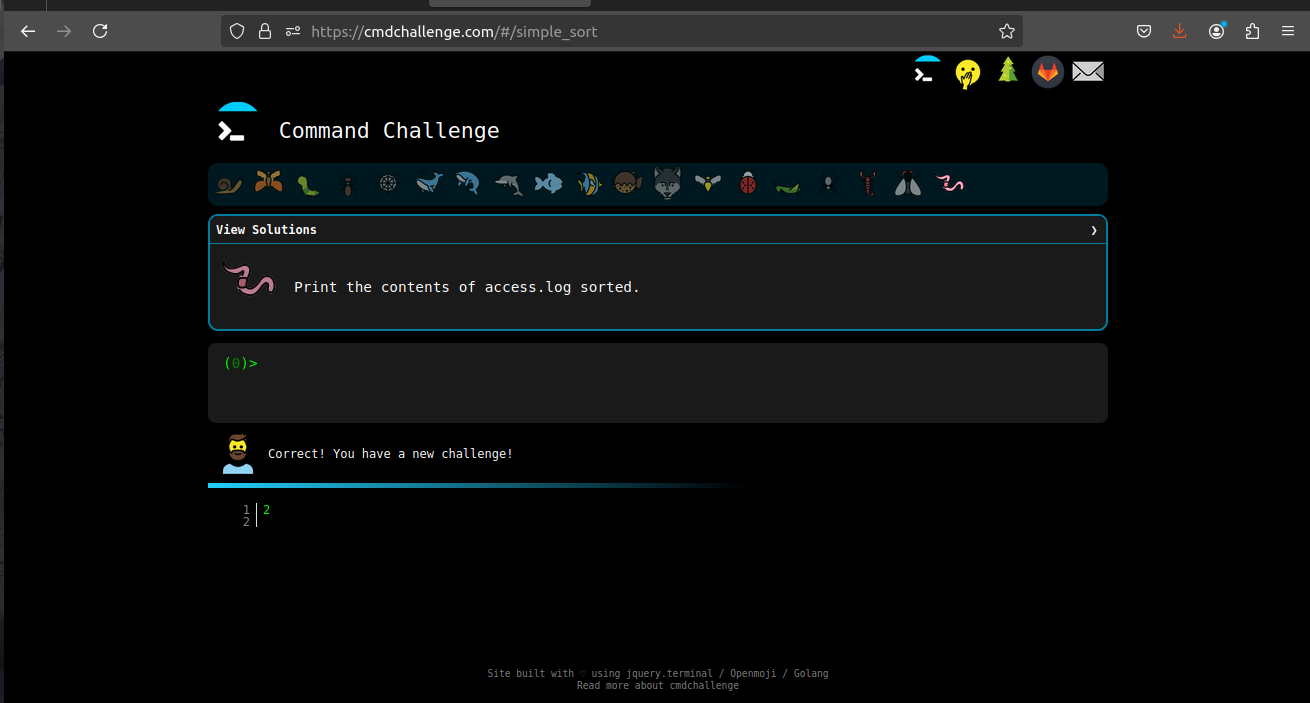 https://cmdchallenge.com/#/simple_sort
Command Challenge
View Solutions ❯
Print the contents of access.log sorted.
(0)>
Correct! You have a new challenge!
1 2
2
Site built with ♡ using jquery.terminal / Openmoji / Golang
Read more about cmdchallenge